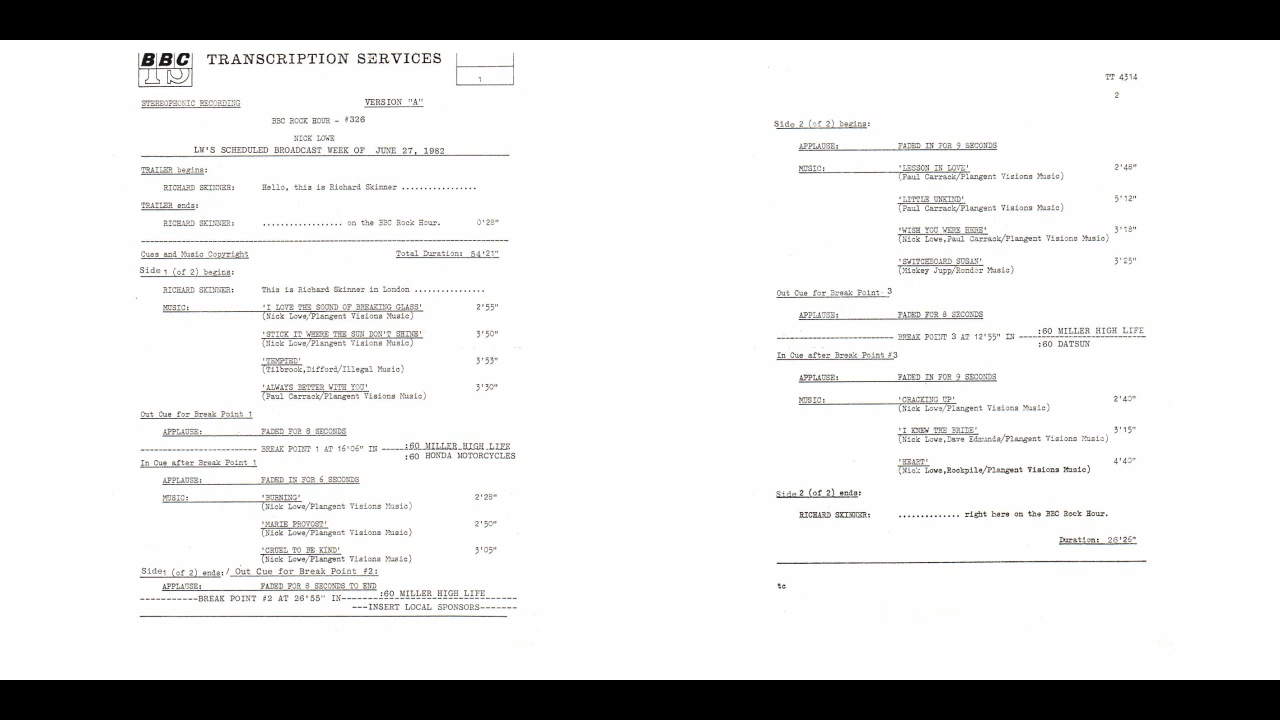 BBC TRANSCRIPTION SERVICES
1
STEREOPHONIC RECORDING VERSION "A"
BBC ROCK HOUR - #326
NICK LOWE
LW'S SCHEDULED BROADCAST WEEK OF JUNE 27, 1982
TRAILER begins:
RICHARD SKINNER: Hello, this is Richard Skinner ................
TRAILER ends:
RICHARD SKINNER: ................. on the BBC Rock Hour. 0'28"
Cues and Music Copyright Total Duration: 54'21"
Side 1 (of 2) begins:
RICHARD SKINNER: This is Richard Skinner in London ...............
MUSIC: 'I LOVE THE SOUND OF BREAKING GLASS' 2'55"
(Nick Lowe/Plangent Visions Music)
'STICK IT WHERE THE SUN DON'T SHINE' 3'50"
(Nick Lowe/Plangent Visions Music)
'TEMPTED' 3'53"
(Tilbrook,Difford/Illegal Music)
'ALWAYS BETTER WITH YOU' 3'30"
(Paul Carrack/Plangent Visions Music)
Out Cue for Break Point 1
APPLAUSE: FADED FOR 8 SECONDS
-------------------- BREAK POINT 1 AT 16'06" IN -----:60 MILLER HIGH LIFE
:60 HONDA MOTORCYCLES
In Cue after Break Point 1
APPLAUSE: FADED IN FOR 6 SECONDS
MUSIC: 'BURNING' 2'28"
(Nick Lowe/Plangent Visions Music)
'MARIE PROVOST' 2'50"
(Nick Lowe/Plangent Visions Music)
'CRUEL TO BE KIND' 3'05"
(Nick Lowe/Plangent Visions Music)
Side 1 (of 2) ends:/ Out Cue for Break Point #2:
APPLAUSE: FADED FOR 8 SECONDS TO END
-----------BREAK POINT #2 AT 26'55" IN-------:60 MILLER HIGH LIFE
---INSERT LOCAL SPONSORS-------
TT 4314
2
Side 2 (of 2) begins:
APPLAUSE: FADED IN FOR 9 SECONDS
MUSIC: 'LESSON IN LOVE' 2'48"
(Paul Carrack/Plangent Visions Music)
'LITTLE UNKIND' 5'12"
(Paul Carrack/Plangent Visions Music)
'WISH YOU WERE HERE' 3'18"
(Nick Lowe,Paul Carrack/Plangent Visions Music)
'SWITCHBOARD SUSAN' 3'25"
(Mickey Jupp/Rondor Music)
Out Cue for Break Point 3
APPLAUSE: FADED FOR 8 SECONDS
-------------------- BREAK POINT 3 AT 12'55" IN ---:60 MILLER HIGH LIFE
:60 DATSUN
In Cue after Break Point #3
APPLAUSE: FADED IN FOR 9 SECONDS
MUSIC: 'CRACKING UP' 2'40"
(Nick Lowe/Plangent Visions Music)
'I KNEW THE BRIDE' 3'15"
(Nick Lowe,Dave Edmunds/Plangent Visions Music)
'HEART' 4'40"
(Nick Lowe,Rockpile/Plangent Visions Music)
Side 2 (of 2) ends:
RICHARD SKINNER: ............. right here on the BBC Rock Hour.
Duration: 26'26"
tc